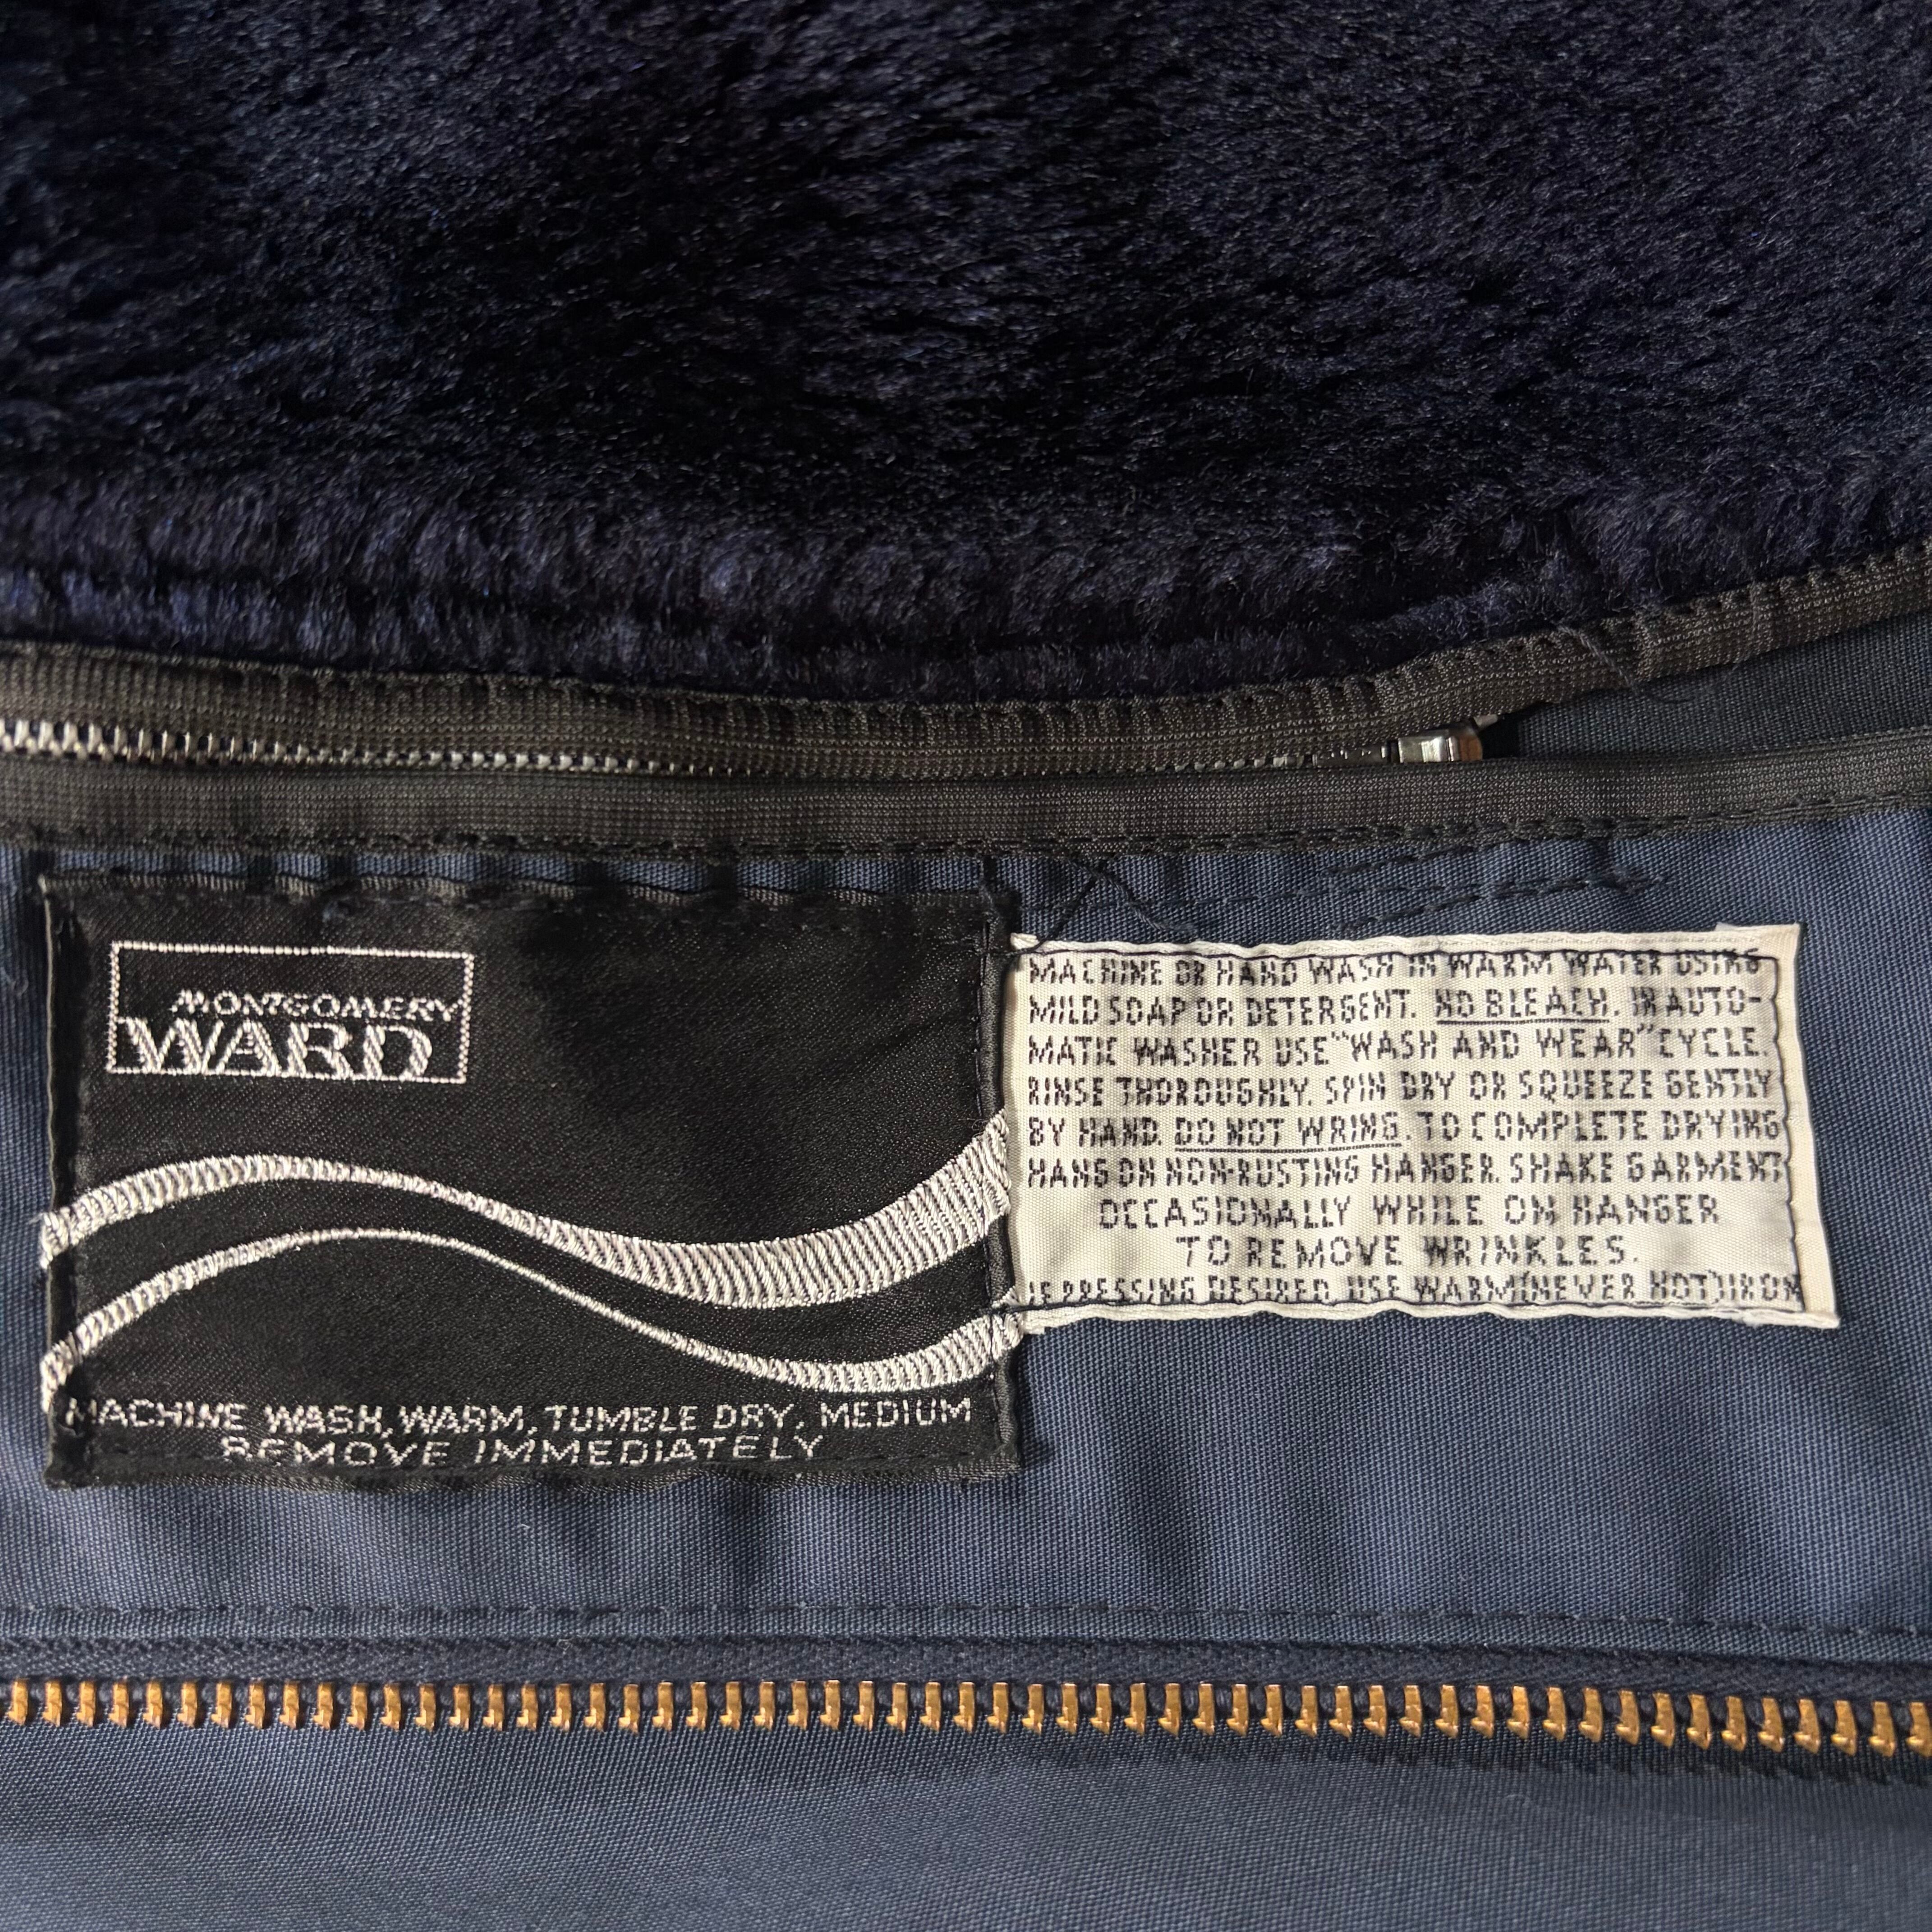 MONTGOMERY
WARD
MACHINE WASH, WARM, TUMBLE DRY, MEDIUM
REMOVE IMMEDIATELY
MACHINE OR HAND WASH IN WARM WATER USING
MILD SOAP OR DETERGENT. NO BLEACH. IN AUTO-
MATIC WASHER USE "WASH AND WEAR" CYCLE.
RINSE THOROUGHLY. SPIN DRY OR SQUEEZE GENTLY
BY HAND. DO NOT WRING. TO COMPLETE DRYING
HANG ON NON-RUSTING HANGER. SHAKE GARMENT
OCCASIONALLY WHILE ON HANGER
TO REMOVE WRINKLES.
IF PRESSING DESIRED USE WARM (NEVER HOT) IRON